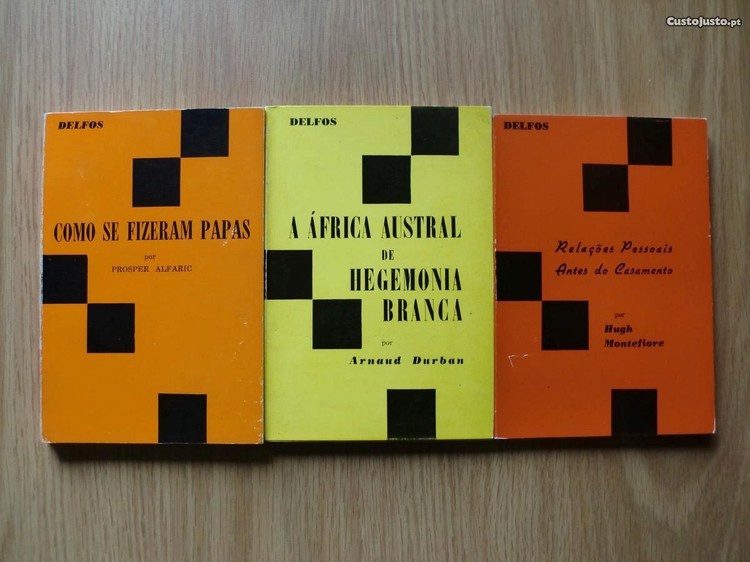 CustoJusto.pt
DELFOS
COMO SE FIZERAM PAPAS
por
PROSPER ALFARIC
DELFOS
A ÁFRICA AUSTRAL
DE
HEGEMONIA
BRANCA
por
Arnaud Durban
DELFOS
Relações Pessoais
Antes do Casamento
por
Hugh
Montefiore